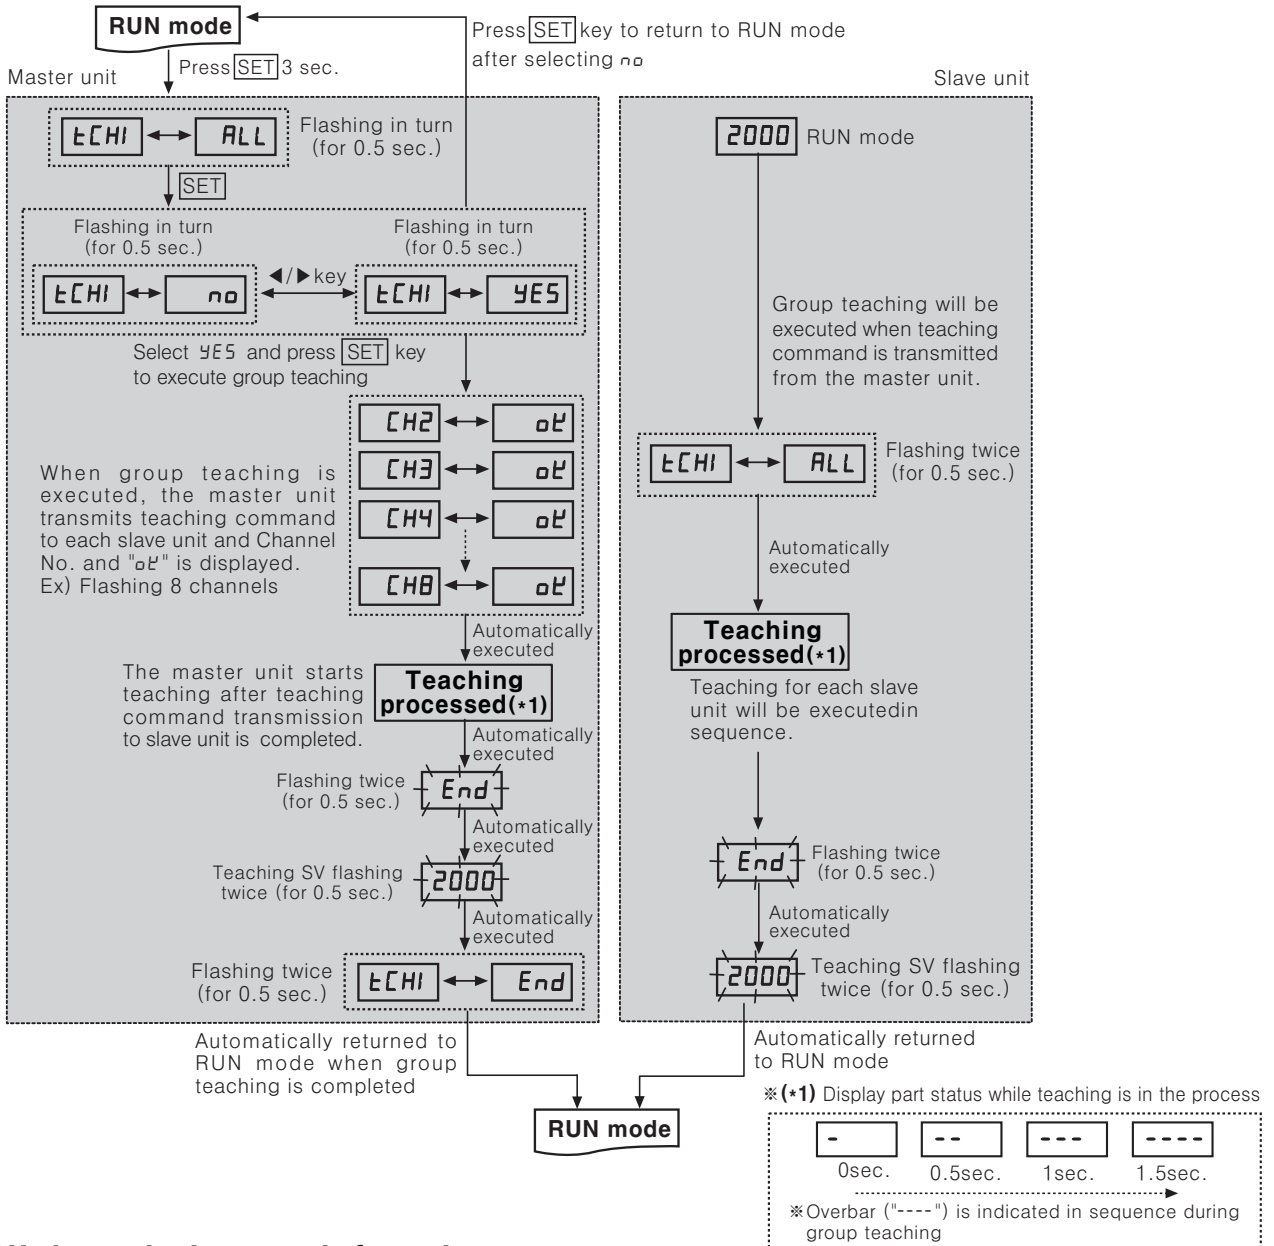 RUN mode
Press SET key to return to RUN mode
after selecting no
Press SET 3 sec.
Master unit
Slave unit
tCH1
ALL
Flashing in turn
(for 0.5 sec.)
SET
Flashing in turn
(for 0.5 sec.)
Flashing in turn
(for 0.5 sec.)
tCH1
no
◀/▶ key
tCH1
YES
Select YES and press SET key
to execute group teaching
CH2
oK
CH3
oK
CH4
oK
CH8
oK
When group teaching is
executed, the master unit
transmits teaching command
to each slave unit and Channel
No. and "oK" is displayed.
Ex) Flashing 8 channels
Automatically
executed
The master unit starts
teaching after teaching
command transmission
to slave unit is completed.
Teaching
processed(*1)
Automatically
executed
Flashing twice
(for 0.5 sec.)
End
Automatically
executed
Teaching SV flashing
twice (for 0.5 sec.)
2000
Automatically
executed
Flashing twice
(for 0.5 sec.)
tCH1
End
Automatically returned to
RUN mode when group
teaching is completed
2000
RUN mode
Group teaching will be
executed when teaching
command is transmitted
from the master unit.
tCH1
ALL
Flashing twice
(for 0.5 sec.)
Automatically
executed
Teaching
processed(*1)
Teaching for each slave
unit will be executedin
sequence.
End
Flashing twice
(for 0.5 sec.)
Automatically
executed
2000
Teaching SV flashing
twice (for 0.5 sec.)
Automatically returned
to RUN mode
RUN mode
※(*1) Display part status while teaching is in the process
-
--
---
----
0sec.
0.5sec.
1sec.
1.5sec.
※Overbar ("----") is indicated in sequence during
group teaching